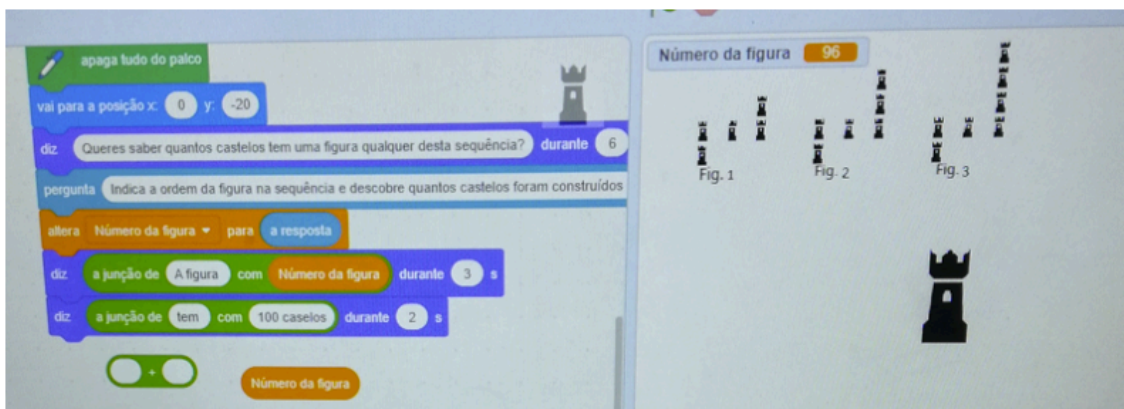 apaga tudo do palco
vai para a posição x: 0 y: -20
diz Queres saber quantos castelos tem uma figura qualquer desta sequência? durante 6
pergunta Indica a ordem da figura na sequência e descobre quantos castelos foram construídos
altera Número da figura para a resposta
diz a junção de A figura com Número da figura durante 3 s
diz a junção de tem com 100 caselos durante 2 s
+
Número da figura
Número da figura 96
Fig. 1 Fig. 2 Fig. 3